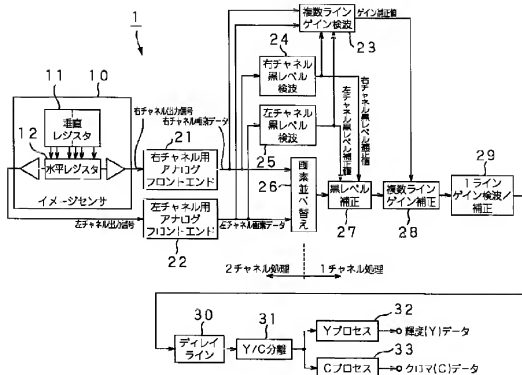 1
10
11
垂直
レジスタ
12
水平レジスタ
イメージセンサ
右チャネル出力信号
右チャネル画素データ
左チャネル出力信号
左チャネル画素データ
21
右チャネル用
アナログ
フロントエンド
左チャネル用
アナログ
フロントエンド
22
複数ライン
ゲイン検波
23
ゲイン補正値
24
右チャネル
黒レベル
検波
左チャネル
黒レベル
検波
25
左チャネル黒レベル補正値
右チャネル黒レベル補正値
26
画素並べ替え
黒レベル
補正
27
複数ライン
ゲイン補正
28
29
1ライン
ゲイン検波/
補正
2チャネル処理
1チャネル処理
30
ディレイ
ライン
31
Y/C分離
32
Yプロセス
輝度(Y)データ
33
Cプロセス
クロマ(C)データ